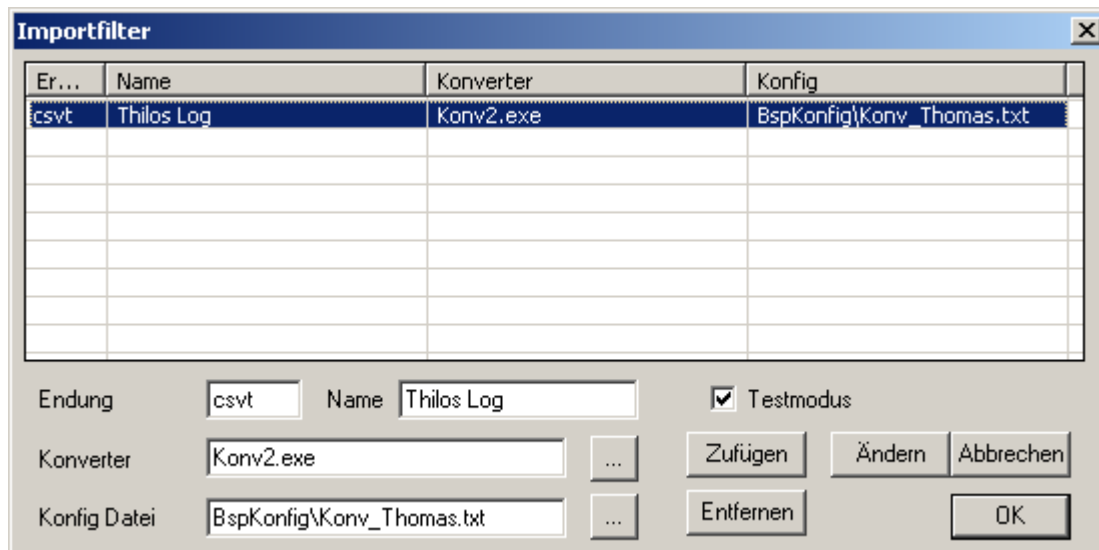 Importfilter
Er... Name Konverter Konfig
csvt Thilos Log Konv2.exe BspKonfig\Konv_Thomas.txt
Endung csvt Name Thilos Log Testmodus
Konverter Konv2.exe ... Zufügen Ändern Abbrechen
Konfig Datei BspKonfig\Konv_Thomas.txt ... Entfernen OK